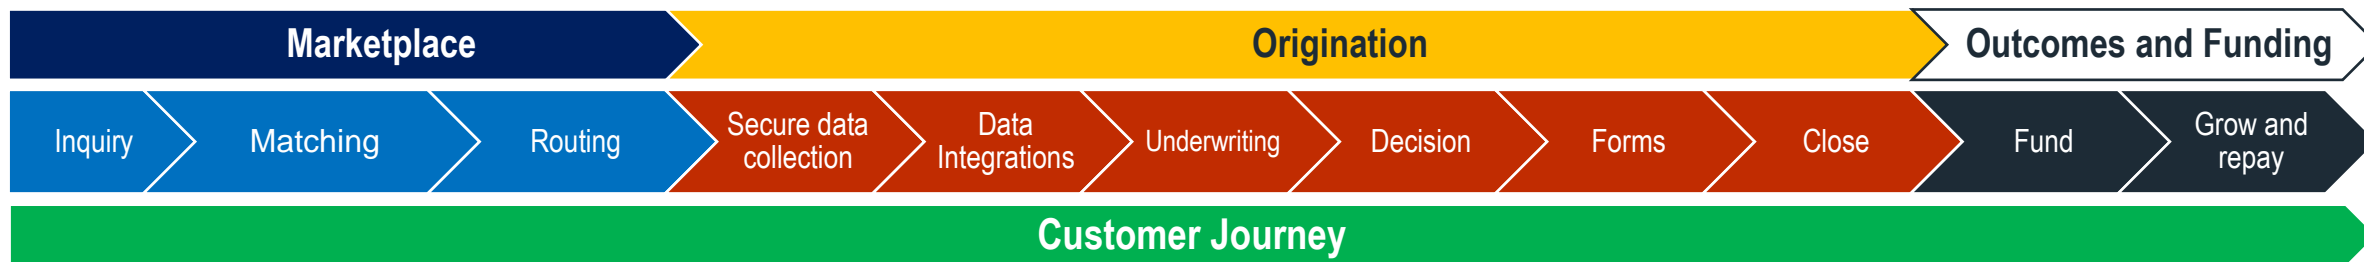 Marketplace
Origination
Outcomes and Funding
Inquiry
Matching
Routing
Secure data
collection
Data
Integrations
Underwriting
Decision
Forms
Close
Fund
Grow and
repay
Customer Journey